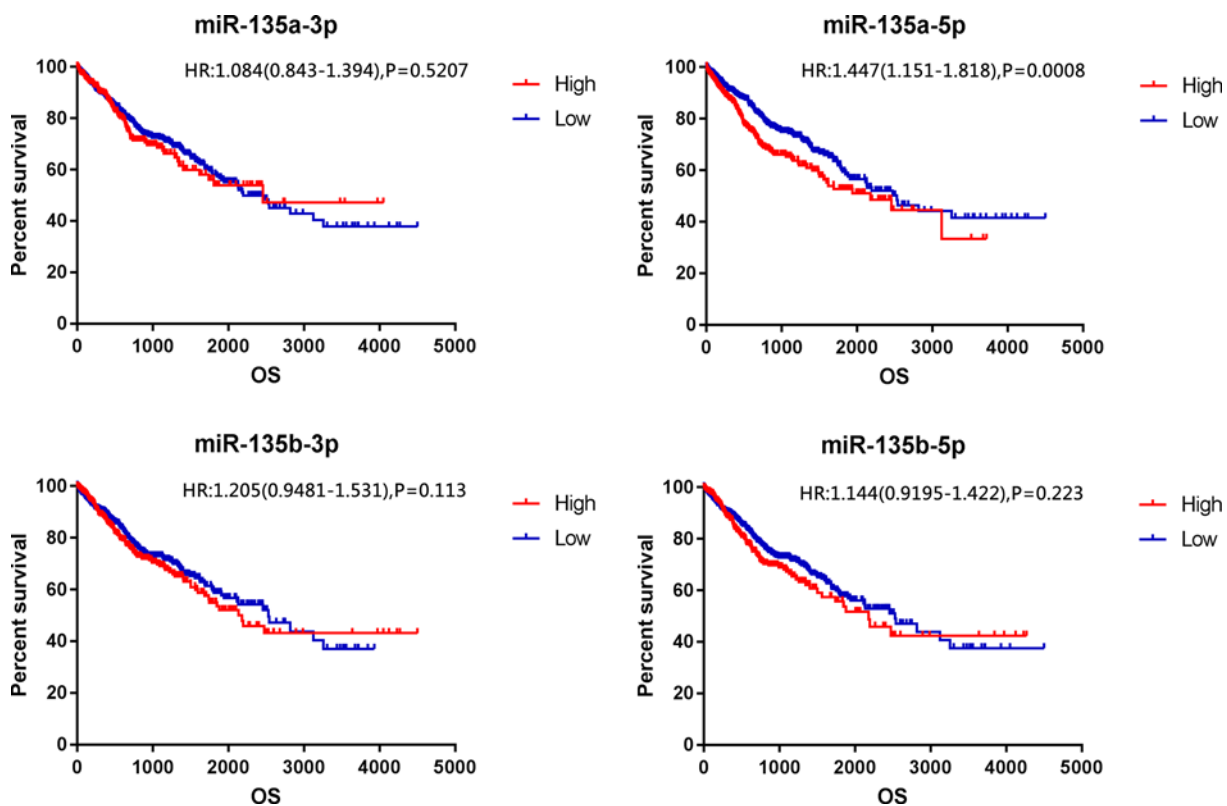 miR-135a-3p
HR:1.084(0.843-1.394),P=0.5207
High
Low
Percent survival
100
80
60
40
20
0
0 1000 2000 3000 4000 5000
OS
miR-135a-5p
HR:1.447(1.151-1.818),P=0.0008
High
Low
Percent survival
100
80
60
40
20
0
0 1000 2000 3000 4000 5000
OS
miR-135b-3p
HR:1.205(0.9481-1.531),P=0.113
High
Low
Percent survival
100
80
60
40
20
0
0 1000 2000 3000 4000 5000
OS
miR-135b-5p
HR:1.144(0.9195-1.422),P=0.223
High
Low
Percent survival
100
80
60
40
20
0
0 1000 2000 3000 4000 5000
OS